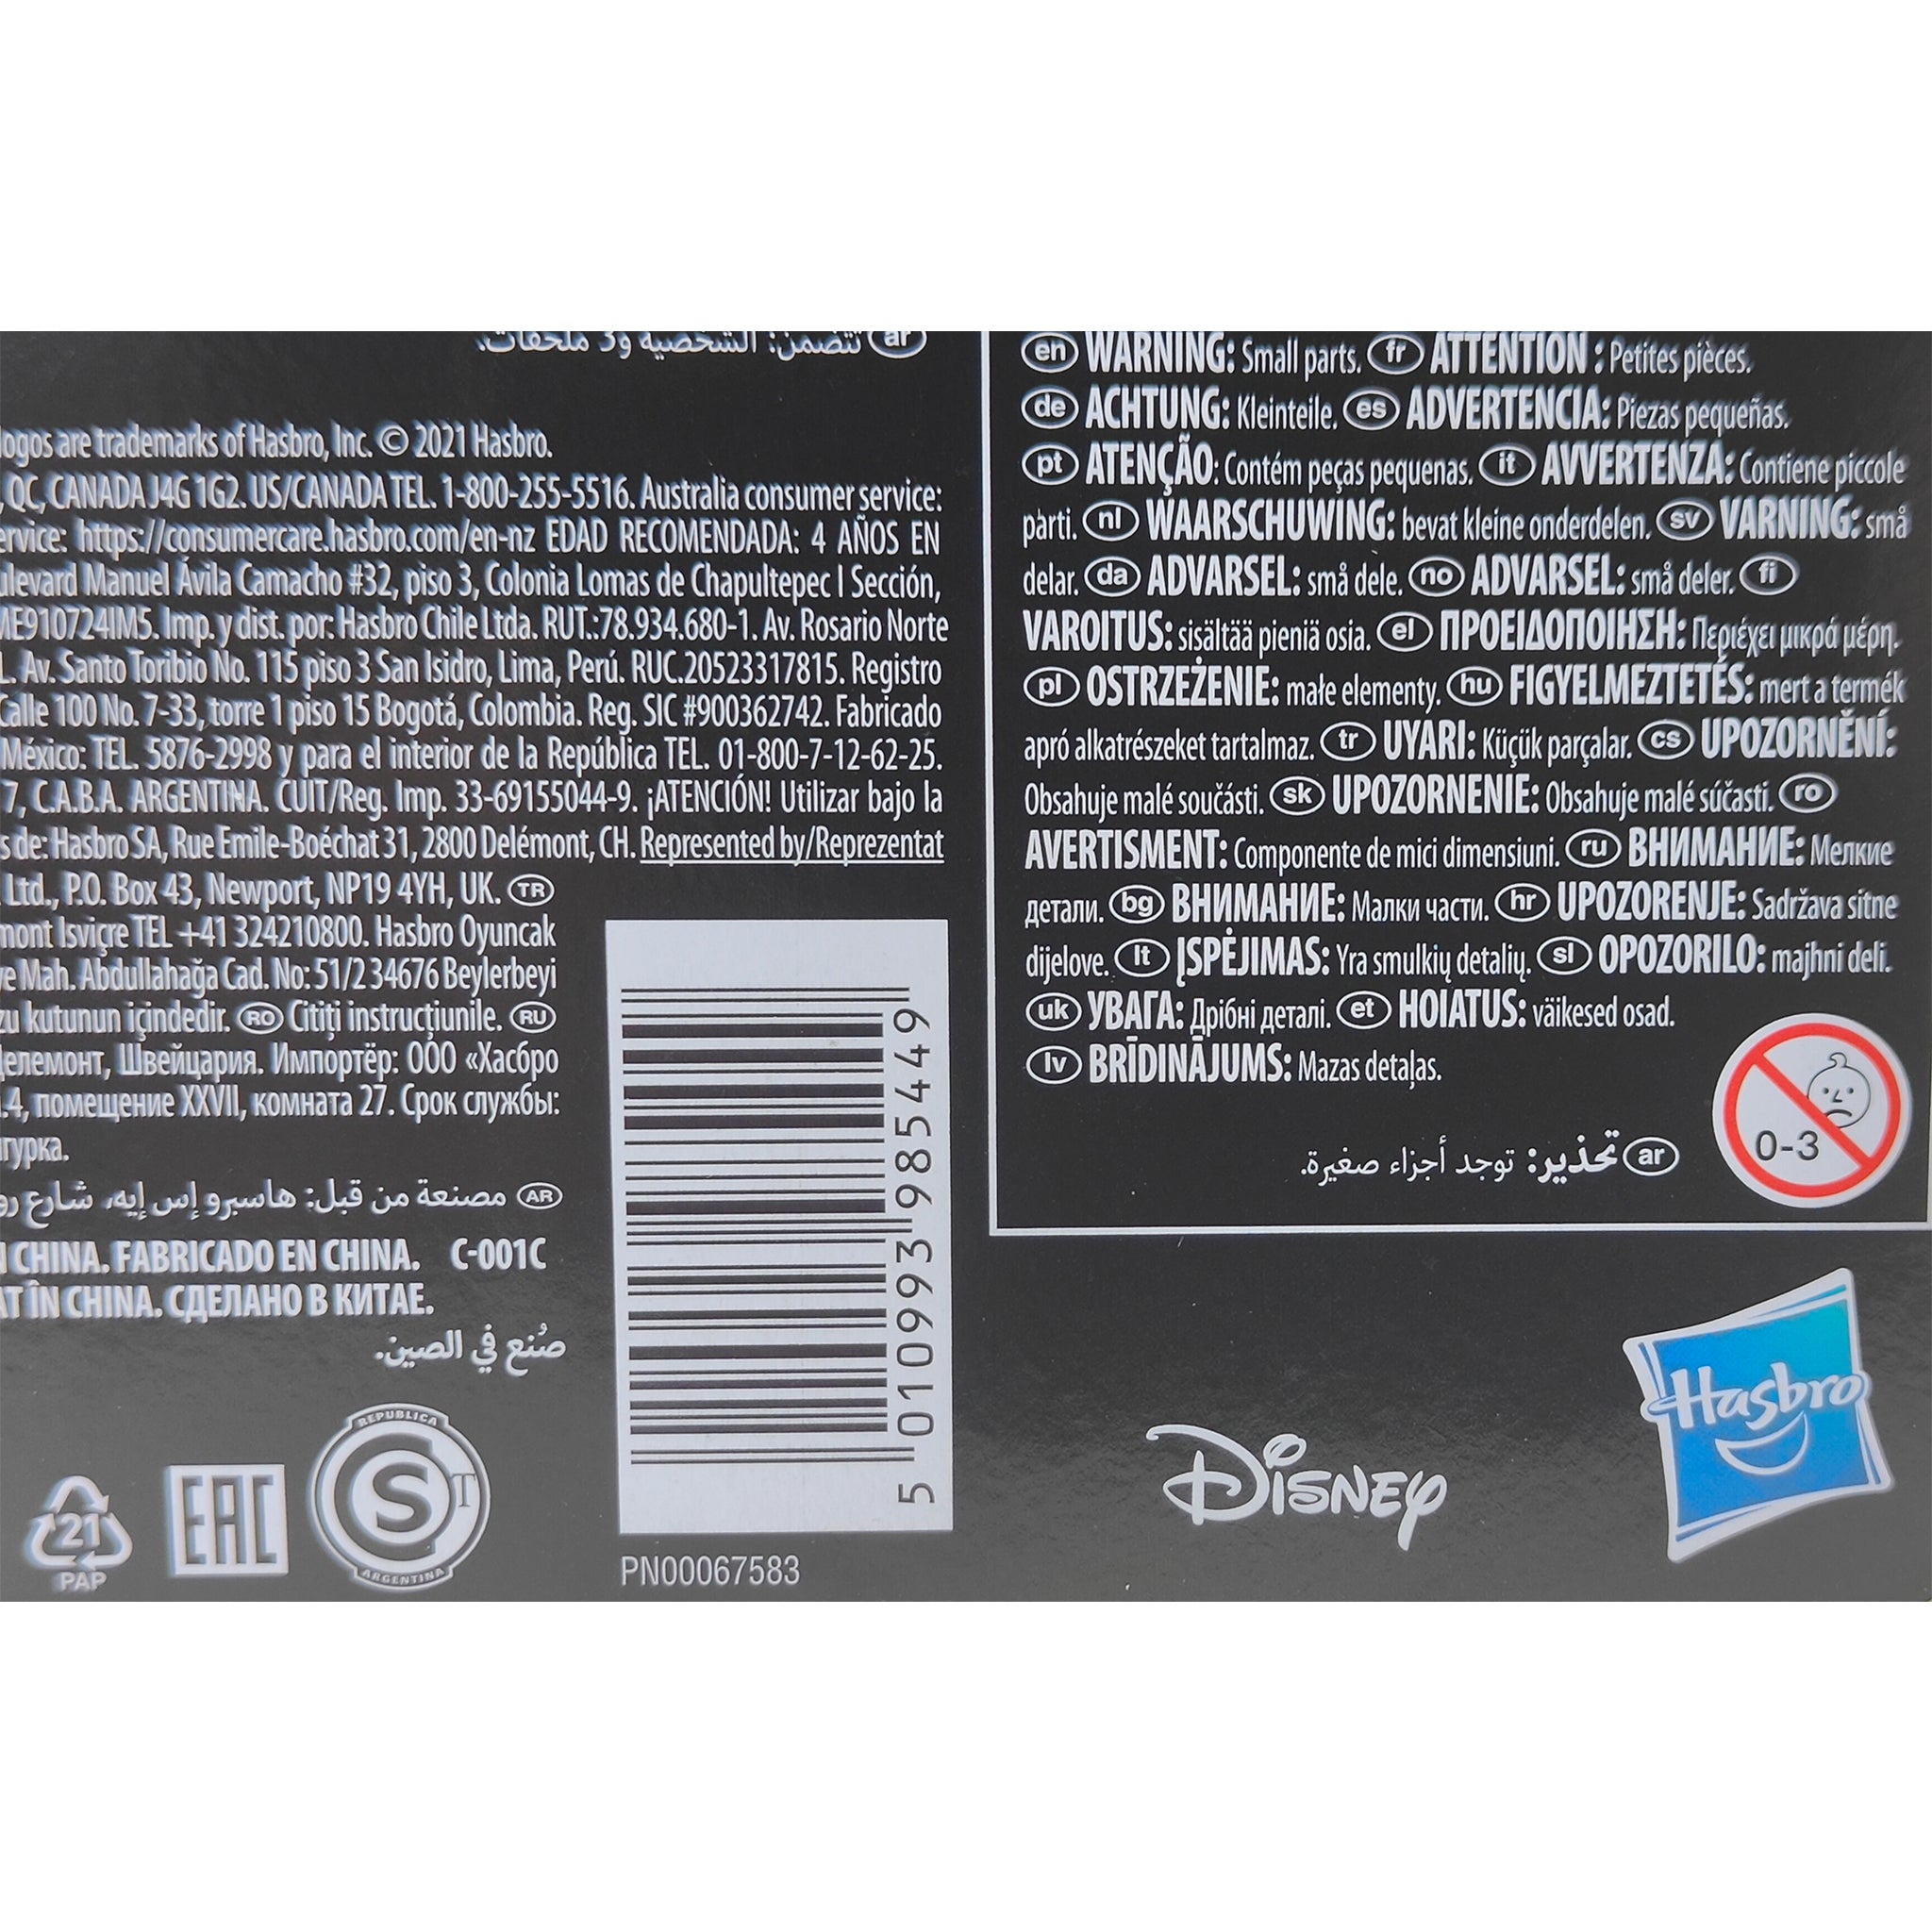 ar تتضمن: الشخصية و3 ملحقات.
logos are trademarks of Hasbro, Inc. © 2021 Hasbro.
, QC, CANADA J4G 1G2. US/CANADA TEL. 1-800-255-5516. Australia consumer service:
ervice: https://consumercare.hasbro.com/en-nz EDAD RECOMENDADA: 4 AÑOS EN
ulevard Manuel Ávila Camacho #32, piso 3, Colonia Lomas de Chapultepec I Sección,
ME910724IM5. Imp. y dist. por: Hasbro Chile Ltda. RUT.:78.934.680-1. Av. Rosario Norte
L. Av. Santo Toribio No. 115 piso 3 San Isidro, Lima, Perú. RUC.20523317815. Registro
Calle 100 No. 7-33, torre 1 piso 15 Bogotá, Colombia. Reg. SIC #900362742. Fabricado
México: TEL. 5876-2998 y para el interior de la República TEL. 01-800-7-12-62-25.
7, C.A.B.A. ARGENTINA. CUIT/Reg. Imp. 33-69155044-9. ¡ATENCIÓN! Utilizar bajo la
s de: Hasbro SA, Rue Emile-Boéchat 31, 2800 Delémont, CH. Represented by/Reprezentat
Ltd., P.O. Box 43, Newport, NP19 4YH, UK. TR
mont Isviçre TEL +41 324210800. Hasbro Oyuncak
e Mah. Abdullahağa Cad. No: 51/2 34676 Beylerbeyi
zu kutunun içindedir. RO Citiți instrucțiunile. RU
Делемонт, Швейцария. Импортёр: ООО «Хасбро
.4, помещение XXVII, комната 27. Срок службы:
гурка.
AR مصنعة من قبل: هاسبرو إس إيه، شارع رو
N CHINA. FABRICADO EN CHINA. C-001C
AT ÎN CHINA. СДЕЛАНО В КИТАЕ.
صُنع في الصين.
21
PAP
EAC
REPUBLICA
S T
ARGENTINA
5 010993 985449
PN00067583
en WARNING: Small parts. fr ATTENTION : Petites pièces.
de ACHTUNG: Kleinteile. es ADVERTENCIA: Piezas pequeñas.
pt ATENÇÃO: Contém peças pequenas. it AVVERTENZA: Contiene piccole
parti. nl WAARSCHUWING: bevat kleine onderdelen. sv VARNING: små
delar. da ADVARSEL: små dele. no ADVARSEL: små deler. fi
VAROITUS: sisältää pieniä osia. el ΠΡΟΕΙΔΟΠΟΙΗΣΗ: Περιέχει μικρά μέρη.
pl OSTRZEŻENIE: małe elementy. hu FIGYELMEZTETÉS: mert a termék
apró alkatrészeket tartalmaz. tr UYARI: Küçük parçalar. cs UPOZORNĚNÍ:
Obsahuje malé součásti. sk UPOZORNENIE: Obsahuje malé súčasti. ro
AVERTISMENT: Componente de mici dimensiuni. ru ВНИМАНИЕ: Мелкие
детали. bg ВНИМАНИЕ: Малки части. hr UPOZORENJE: Sadržava sitne
dijelove. lt ĮSPĖJIMAS: Yra smulkių detalių. sl OPOZORILO: majhni deli.
uk УВАГА: Дрібні деталі. et HOIATUS: väikesed osad.
lv BRĪDINĀJUMS: Mazas detaļas.
0-3
ar تحذير: توجد أجزاء صغيرة.
Disney
Hasbro